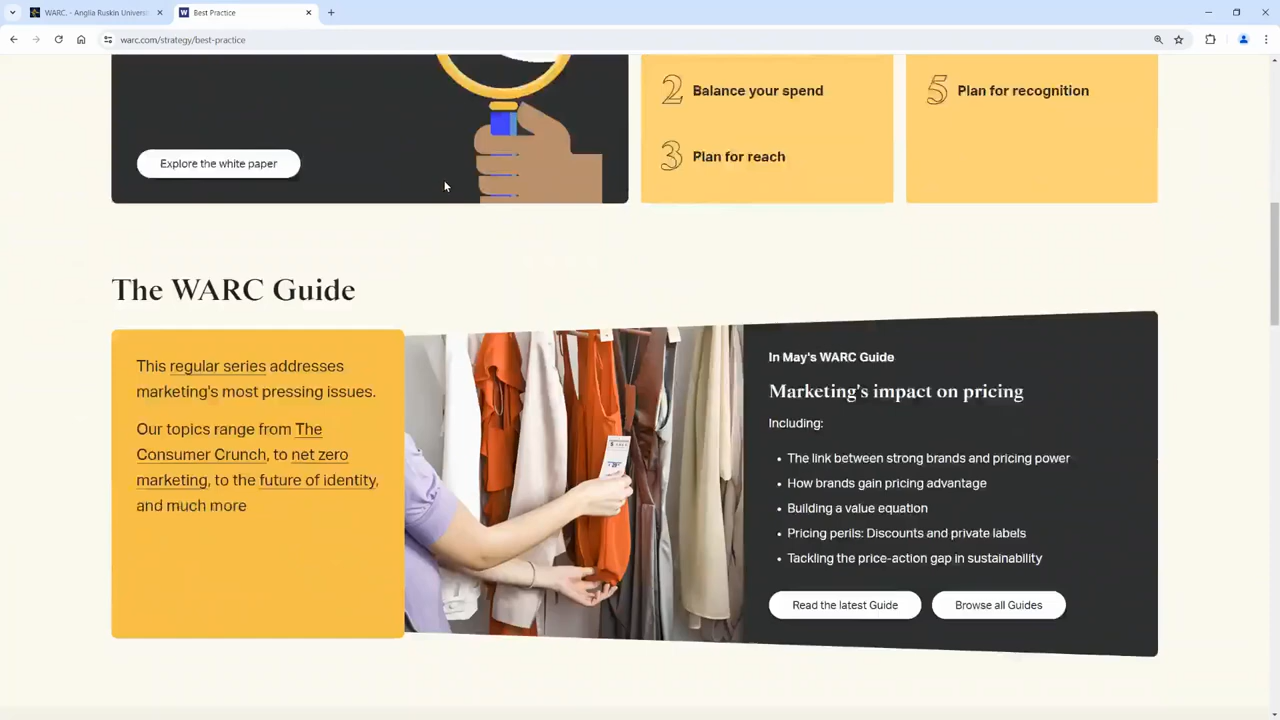 WARC. - Anglia Ruskin Universi
Best Practice
warc.com/strategy/best-practice
Explore the white paper
2 Balance your spend
3 Plan for reach
5 Plan for recognition
The WARC Guide
This regular series addresses
marketing's most pressing issues.
Our topics range from The
Consumer Crunch, to net zero
marketing, to the future of identity,
and much more
In May's WARC Guide
Marketing's impact on pricing
Including:
• The link between strong brands and pricing power
• How brands gain pricing advantage
• Building a value equation
• Pricing perils: Discounts and private labels
• Tackling the price-action gap in sustainability
Read the latest Guide
Browse all Guides